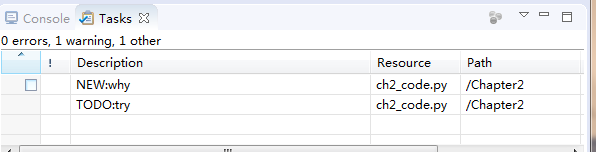 Console Tasks
0 errors, 1 warning, 1 other
! Description Resource Path
NEW:why ch2_code.py /Chapter2
TODO:try ch2_code.py /Chapter2